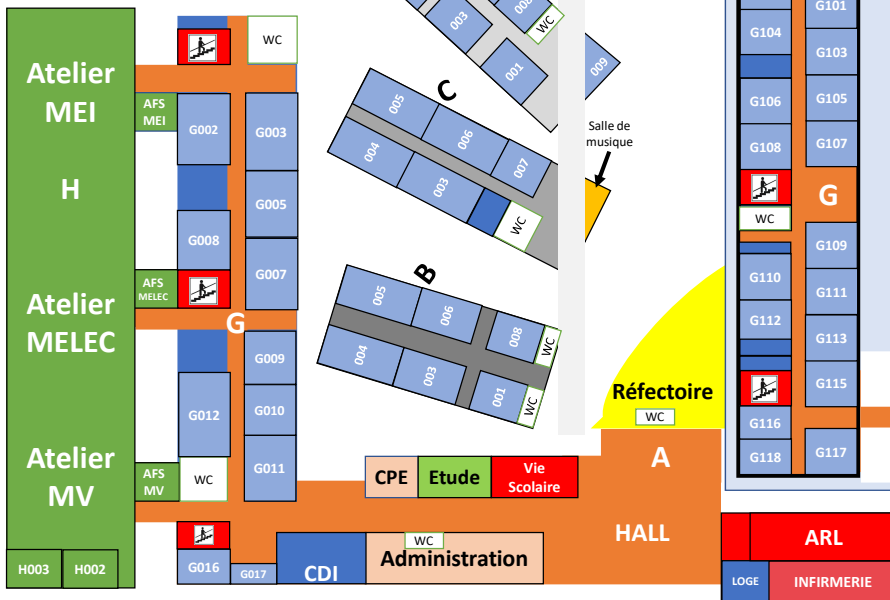 Atelier
MEI
H
Atelier
MELEC
Atelier
MV
H003
H002
AFS
MEI
AFS
MELEC
AFS
MV
WC
G002
G003
G005
G008
G007
G
G009
G012
G010
G011
WC
G016
G017
CDI
003
008
WC
001
009
C
005
006
007
004
003
WC
Salle de
musique
B
005
006
008
WC
004
003
001
WC
Réfectoire
WC
A
HALL
CPE
Etude
Vie
Scolaire
WC
Administration
G101
G104
G103
G106
G105
G108
G107
G
WC
G109
G110
G111
G112
G113
G115
G116
G118
G117
ARL
LOGE
INFIRMERIE